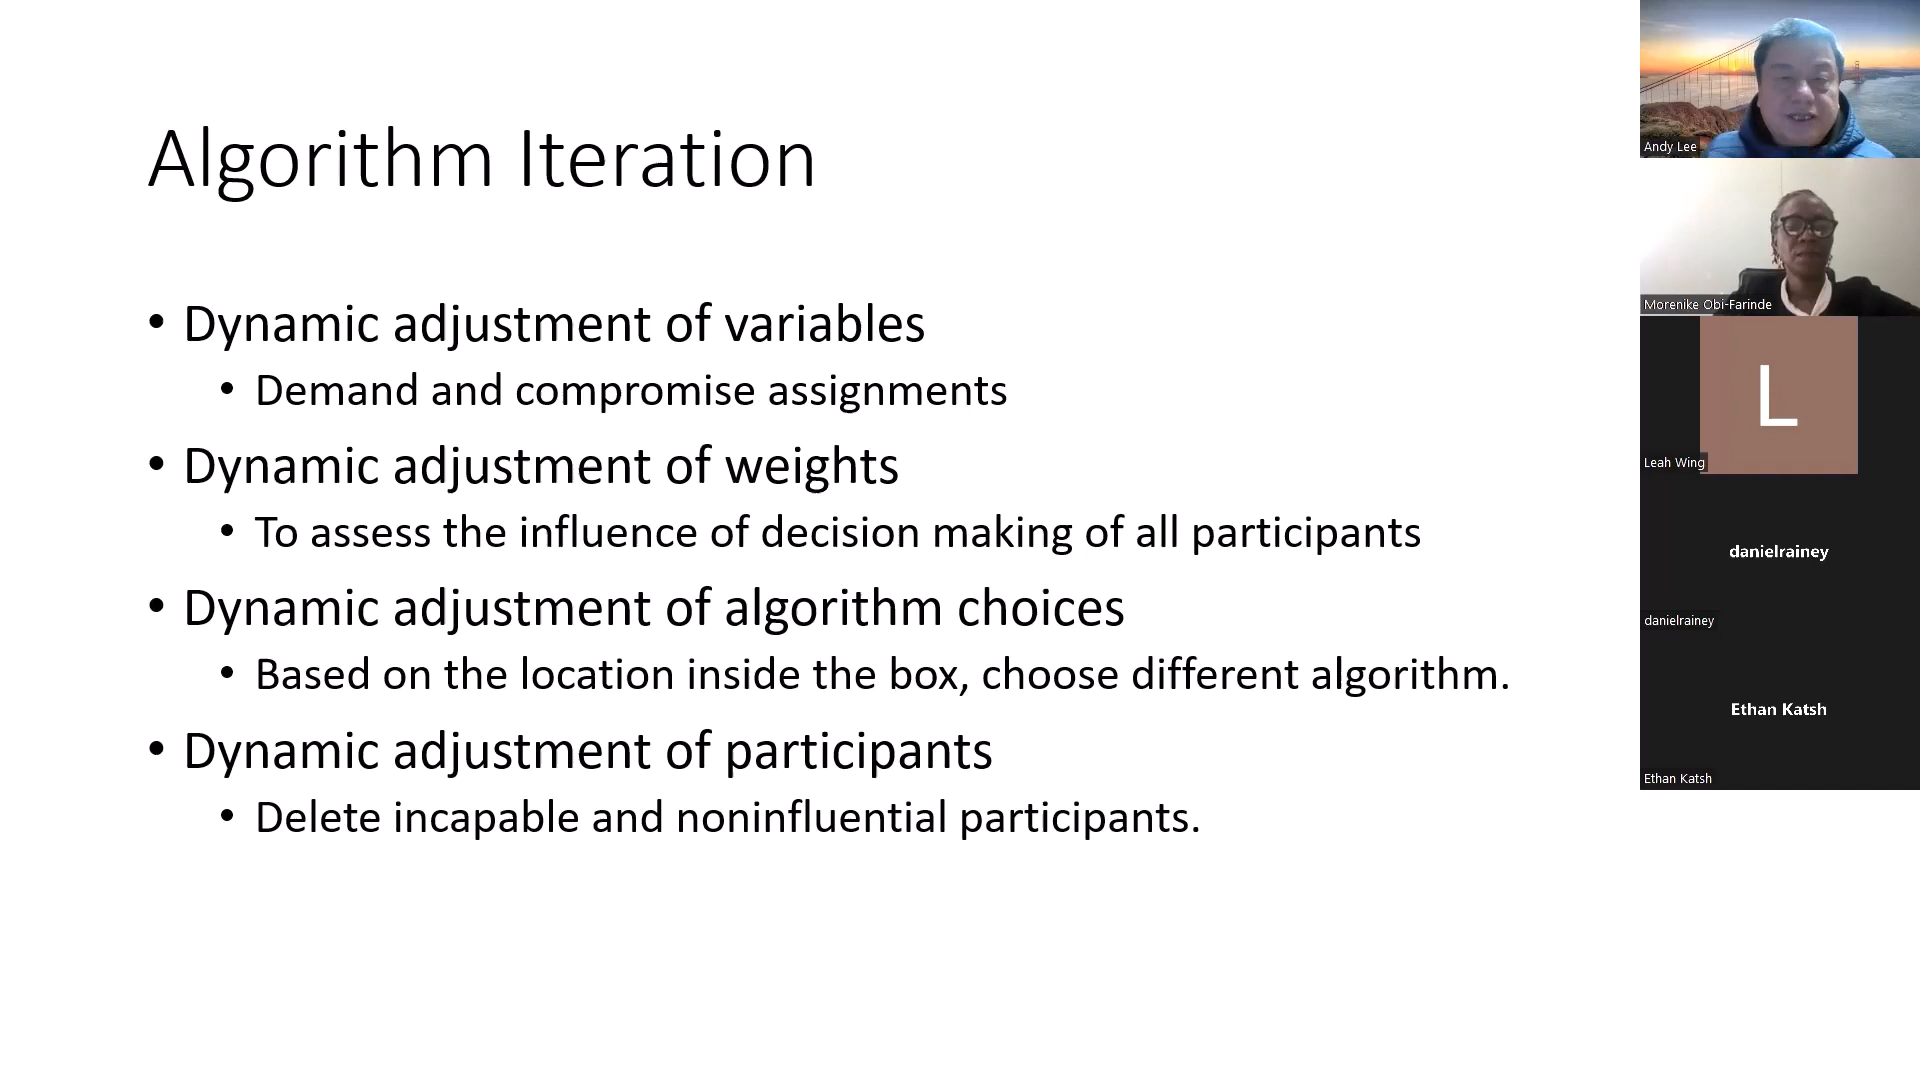 Algorithm Iteration
• Dynamic adjustment of variables
• Demand and compromise assignments
• Dynamic adjustment of weights
• To assess the influence of decision making of all participants
• Dynamic adjustment of algorithm choices
• Based on the location inside the box, choose different algorithm.
• Dynamic adjustment of participants
• Delete incapable and noninfluential participants.
Andy Lee
Morenike Obi-Farinde
L
Leah Wing
danielrainey
danielrainey
Ethan Katsh
Ethan Katsh